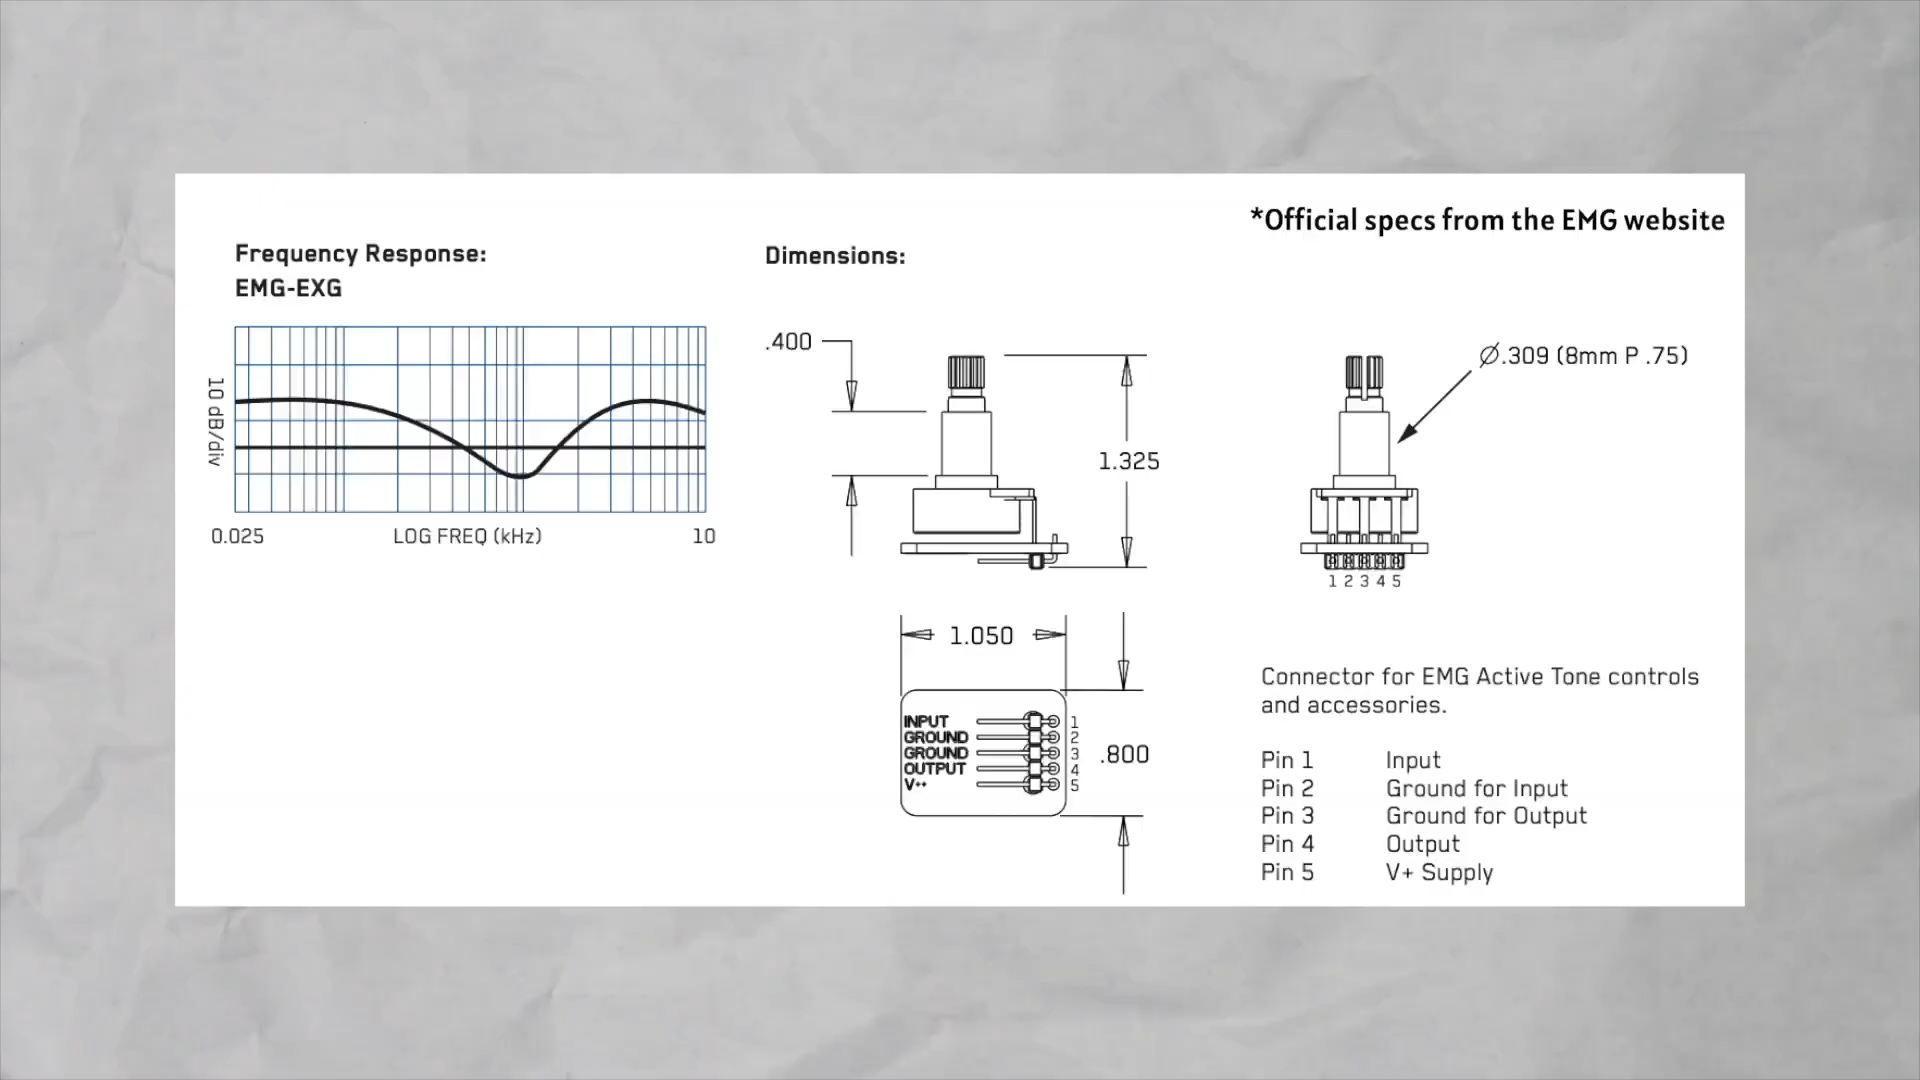 *Official specs from the EMG website
Frequency Response:
EMG-EXG
10 dB/div
0.025
LOG FREQ (kHz)
10
Dimensions:
.400
1.325
Ø.309 (8mm P .75)
1 2 3 4 5
1.050
.800
INPUT 1
GROUND 2
GROUND 3
OUTPUT 4
V++ 5
Connector for EMG Active Tone controls
and accessories.
Pin 1 Input
Pin 2 Ground for Input
Pin 3 Ground for Output
Pin 4 Output
Pin 5 V+ Supply